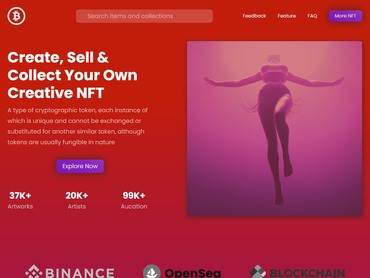 Search items and collections
Feedback
Feature
FAQ
More NFT
Create, Sell &
Collect Your Own
Creative NFT
A type of cryptographic token, each instance of
which is unique and cannot be exchanged or
substituted for another similar token, although
tokens are usually fungible in nature
Explore Now
37K+
20K+
99K+
Artworks
Artists
Aucation
BINANCE
OpenSea
BLOCKCHAIN